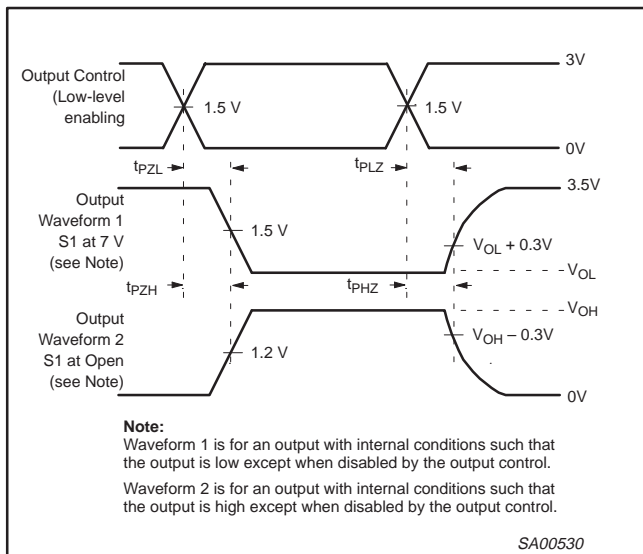 3V
Output Control
(Low-level
enabling
1.5 V
1.5 V
0V
tPZL
tPLZ
3.5V
Output
Waveform 1
S1 at 7 V
(see Note)
1.5 V
VOL + 0.3V
VOL
tPZH
tPHZ
VOH
Output
Waveform 2
S1 at Open
(see Note)
1.2 V
VOH – 0.3V
0V
Note:
Waveform 1 is for an output with internal conditions such that
the output is low except when disabled by the output control.
Waveform 2 is for an output with internal conditions such that
the output is high except when disabled by the output control.
SA00530